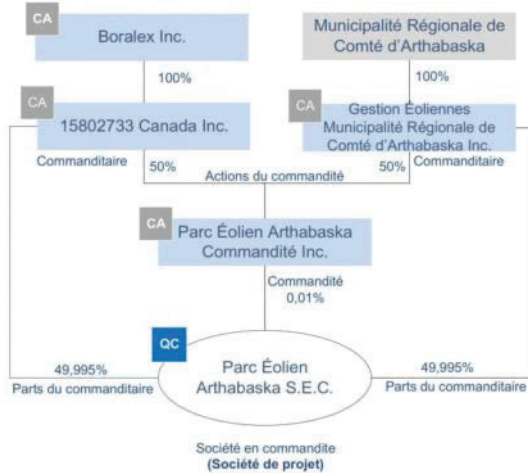 CA
Boralex Inc.
Municipalité Régionale de
Comté d'Arthabaska
100%
100%
CA
15802733 Canada Inc.
CA
Gestion Éoliennes
Municipalité Régionale de
Comté d'Arthabaska Inc.
Commanditaire
50%
Actions du commandité
50%
Commanditaire
CA
Parc Éolien Arthabaska
Commandité Inc.
Commandité
0,01%
QC
Parc Éolien
Arthabaska S.E.C.
49,995%
Parts du commanditaire
49,995%
Parts du commanditaire
Société en commandite
(Société de projet)